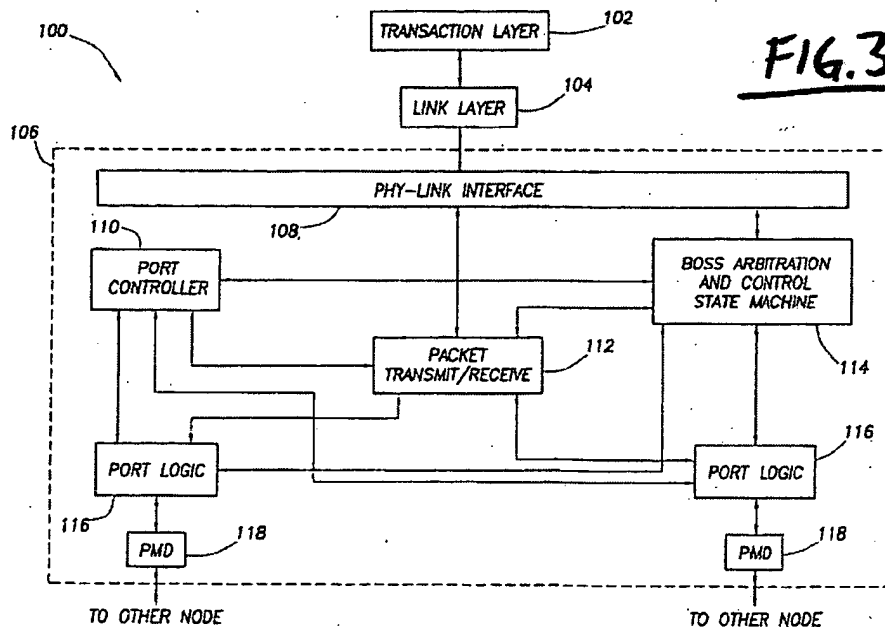 100
TRANSACTION LAYER
102
FIG.3
LINK LAYER
104
106
PHY-LINK INTERFACE
108
110
PORT
CONTROLLER
BOSS ARBITRATION
AND CONTROL
STATE MACHINE
114
PACKET
TRANSMIT/RECEIVE
112
PORT LOGIC
116
PORT LOGIC
116
PMD
118
PMD
118
TO OTHER NODE
TO OTHER NODE